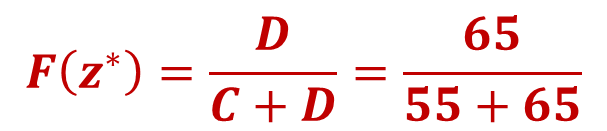 F(z*) = D / (C + D) = 65 / (55 + 65)